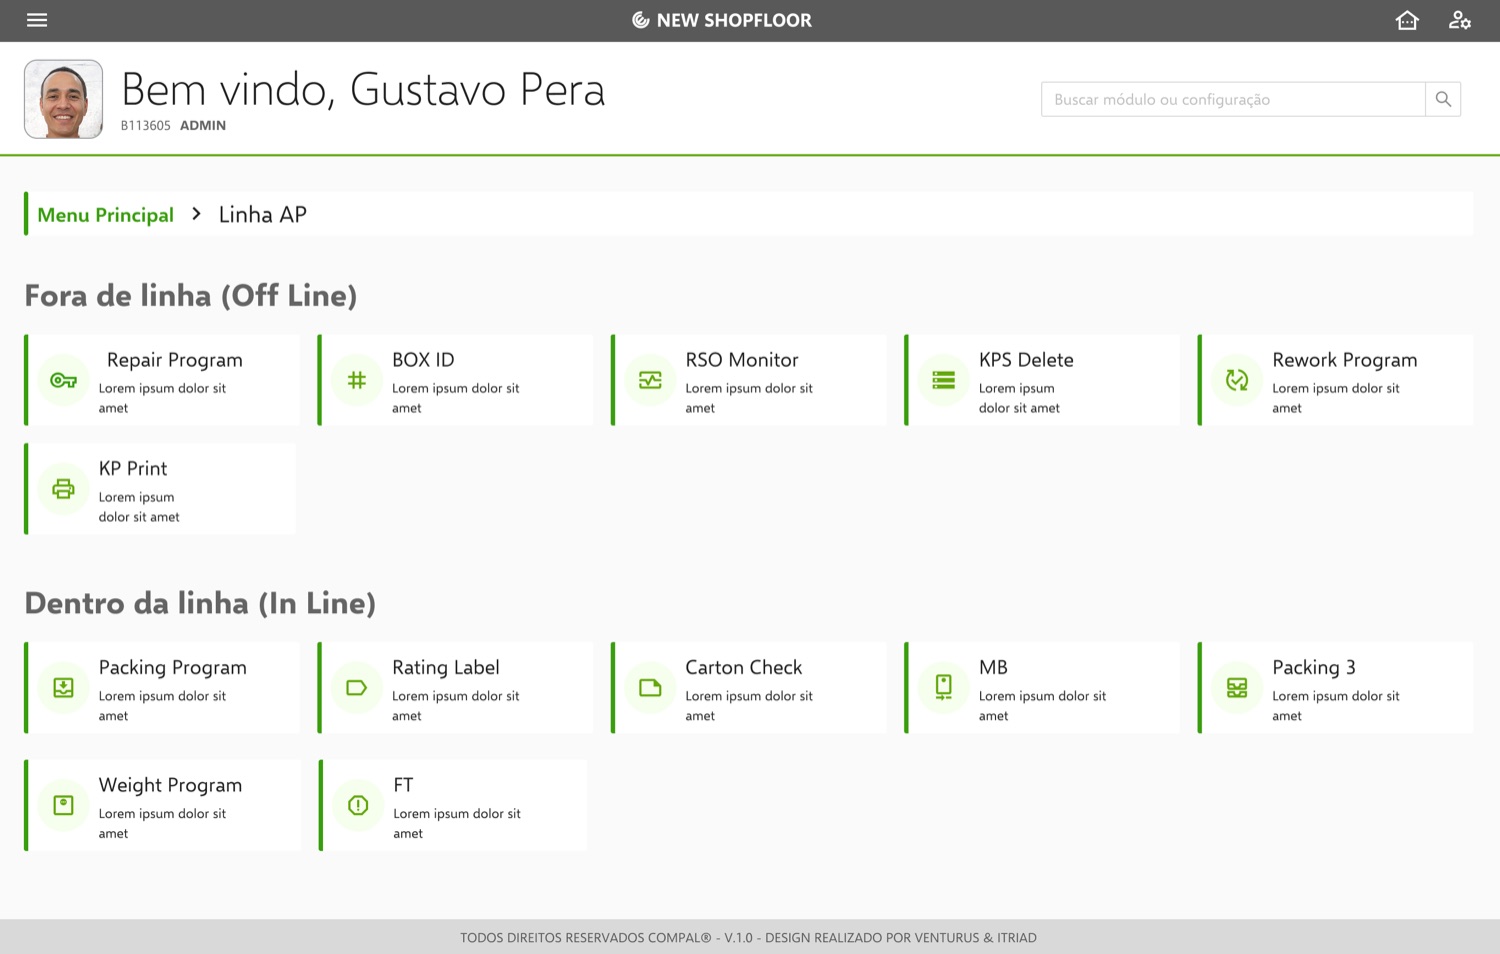 NEW SHOPFLOOR
Bem vindo, Gustavo Pera
B113605 ADMIN
Buscar módulo ou configuração
Menu Principal > Linha AP
Fora de linha (Off Line)
Repair Program
Lorem ipsum dolor sit
amet
BOX ID
Lorem ipsum dolor sit
amet
RSO Monitor
Lorem ipsum dolor sit
amet
KPS Delete
Lorem ipsum
dolor sit amet
Rework Program
Lorem ipsum dolor sit
amet
KP Print
Lorem ipsum
dolor sit amet
Dentro da linha (In Line)
Packing Program
Lorem ipsum dolor sit
amet
Rating Label
Lorem ipsum dolor sit
amet
Carton Check
Lorem ipsum dolor sit
amet
MB
Lorem ipsum dolor sit
amet
Packing 3
Lorem ipsum dolor sit
amet
Weight Program
Lorem ipsum dolor sit
amet
FT
Lorem ipsum dolor sit
amet
TODOS DIREITOS RESERVADOS COMPAL® - V.1.0 - DESIGN REALIZADO POR VENTURUS & ITRIAD